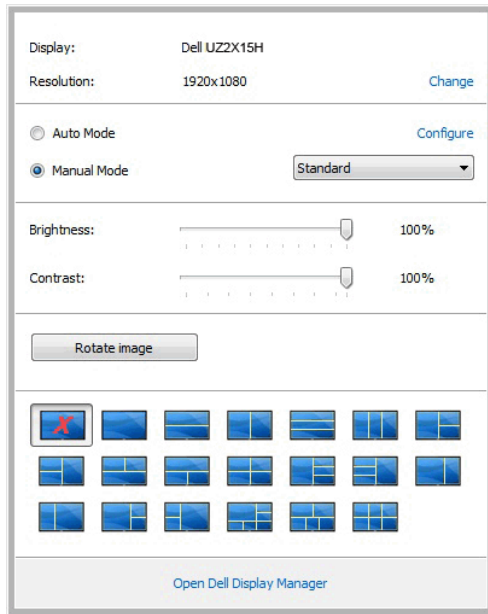 Display: Dell UZ2X15H
Resolution: 1920x1080 Change
Auto Mode Configure
Manual Mode Standard
Brightness: 100%
Contrast: 100%
Rotate image
X
Open Dell Display Manager